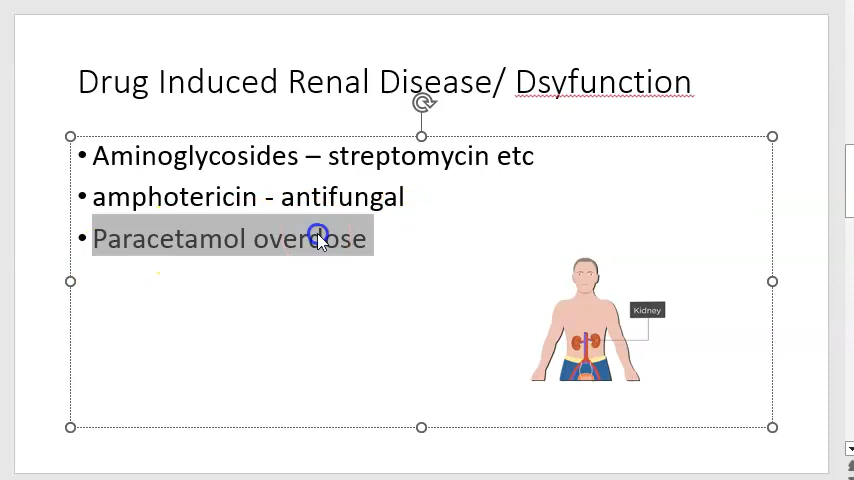 Drug Induced Renal Disease/ Dsyfunction
• Aminoglycosides – streptomycin etc
• amphotericin - antifungal
• Paracetamol overdose
Kidney